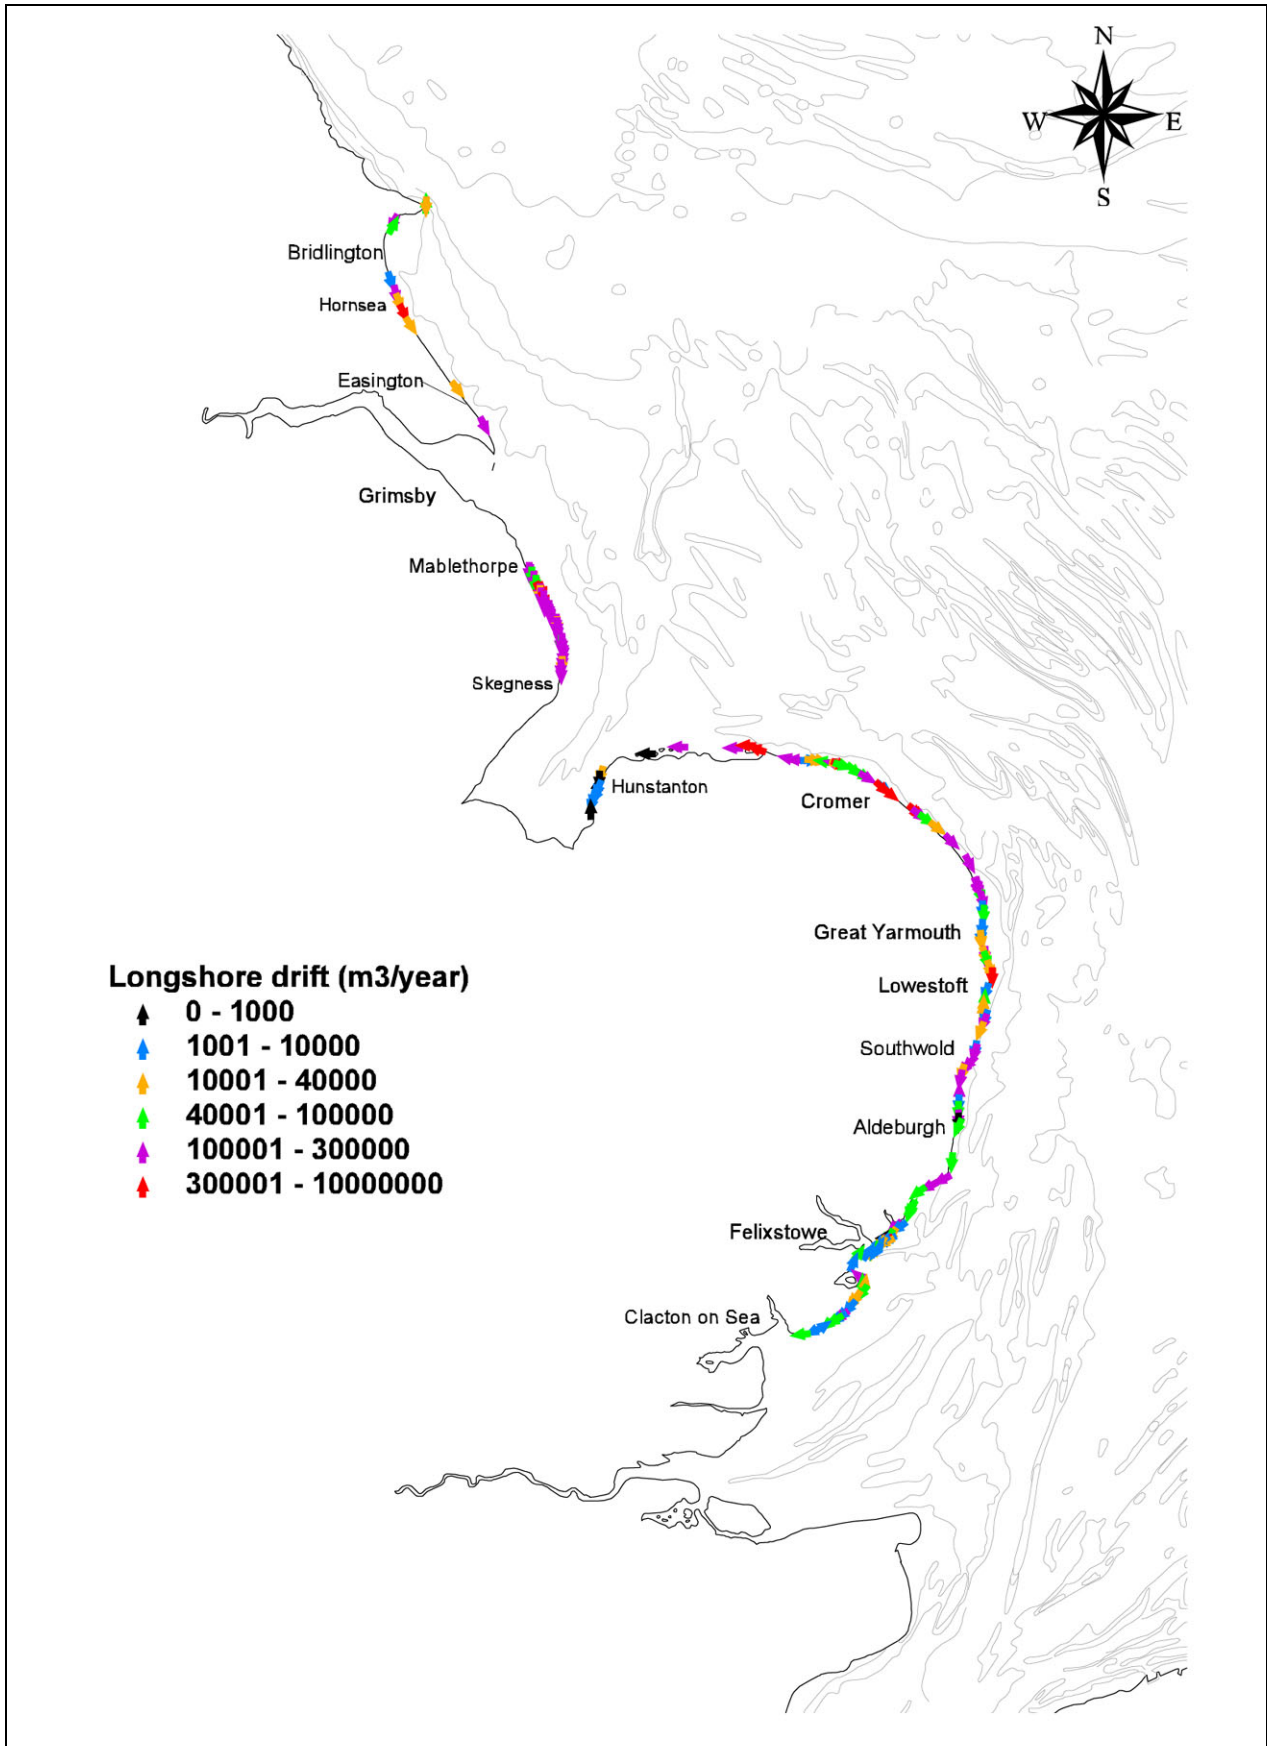 N
W E
S
Bridlington
Hornsea
Easington
Grimsby
Mablethorpe
Skegness
Hunstanton
Cromer
Great Yarmouth
Lowestoft
Southwold
Aldeburgh
Felixstowe
Clacton on Sea
Longshore drift (m3/year)
0 - 1000
1001 - 10000
10001 - 40000
40001 - 100000
100001 - 300000
300001 - 10000000